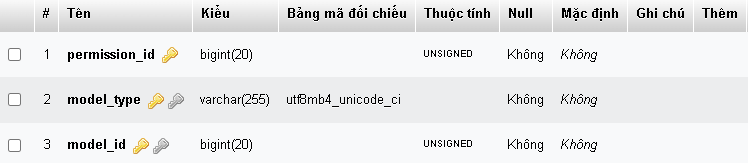 # Tên Kiểu Bảng mã đối chiếu Thuộc tính Null Mặc định Ghi chú Thêm
1 permission_id bigint(20) UNSIGNED Không Không
2 model_type varchar(255) utf8mb4_unicode_ci Không Không
3 model_id bigint(20) UNSIGNED Không Không